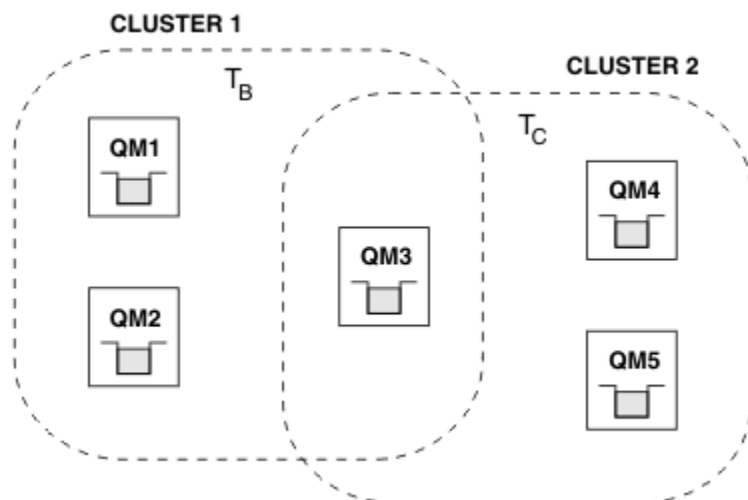 CLUSTER 1
CLUSTER 2
T_B
T_C
QM1
QM4
QM3
QM2
QM5